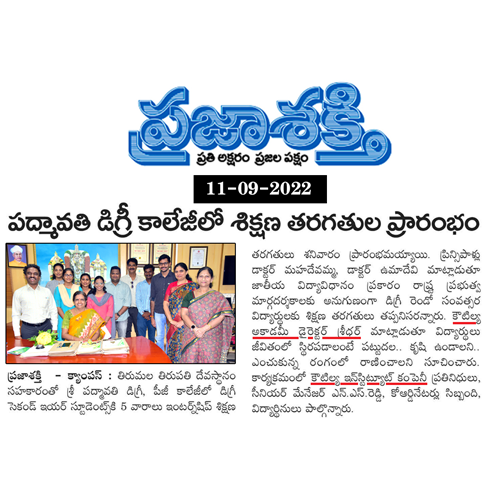 ప్రజాశక్తి
ప్రతి అక్షరం ప్రజల పక్షం
11-09-2022
పద్మావతి డిగ్రీ కాలేజీలో శిక్షణ తరగతుల ప్రారంభం
ప్రజాశక్తి - క్యాంపస్ : తిరుమల తిరుపతి దేవస్థానం
సహకారంతో శ్రీ పద్మావతి డిగ్రీ, పీజీ కాలేజీలో డిగ్రీ
సెకండ్ ఇయర్ స్టూడెంట్స్‌కి 5 వారాలు ఇంటర్న్‌షిప్ శిక్షణ
తరగతులు శనివారం ప్రారంభమయ్యాయి. ప్రిన్సిపాళ్లు
డాక్టర్ మహదేవమ్మ, డాక్టర్ ఉమాదేవి మాట్లాడుతూ
జాతీయ విద్యావిధానం ప్రకారం రాష్ట్ర ప్రభుత్వ
మార్గదర్శకాలకు అనుగుణంగా డిగ్రీ రెండో సంవత్సర
విద్యార్థులకు శిక్షణ తరగతులు తప్పనిసరన్నారు. కౌటిల్య
అకాడమీ డైరెక్టర్ శ్రీధర్ మాట్లాడుతూ విద్యార్థులు
జీవితంలో స్థిరపడాలంటే పట్టుదల.. కృషి ఉండాలని..
ఎంచుకున్న రంగంలో రాణించాలని సూచించారు.
కార్యక్రమంలో కౌటిల్య ఇన్‌స్టిట్యూట్ కంపెనీ ప్రతినిధులు,
సీనియర్ మేనేజర్ ఎన్.ఎస్.రెడ్డి, కోఆర్డినేటర్లు సిబ్బంది,
విద్యార్థినులు పాల్గొన్నారు.